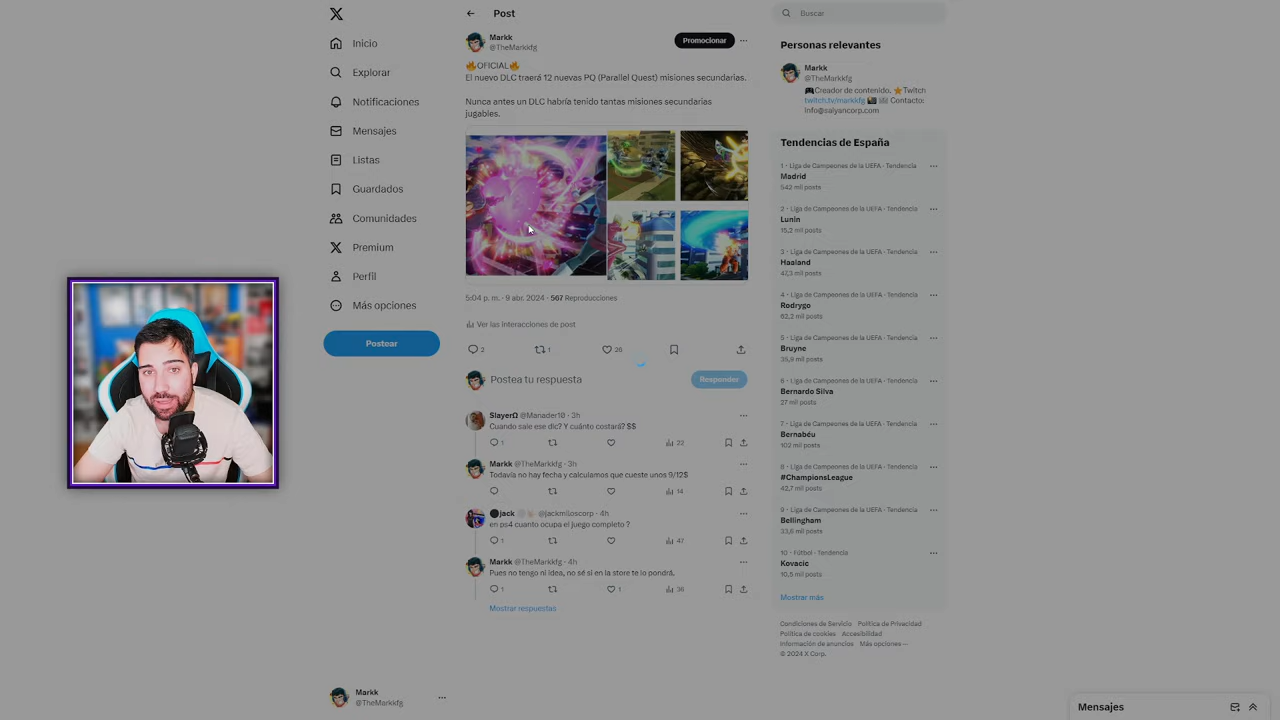 Inicio
Explorar
Notificaciones
Mensajes
Listas
Guardados
Comunidades
Premium
Perfil
Más opciones
Postear
Markk
@TheMarkkfg
Post
Markk
@TheMarkkfg
Promocionar
🔥OFICIAL🔥
El nuevo DLC traerá 12 nuevas PQ (Parallel Quest) misiones secundarias.
Nunca antes un DLC habría tenido tantas misiones secundarias
jugables.
5:04 p. m. · 9 abr. 2024 · 567 Reproducciones
Ver las interacciones de post
2 1 26
Postea tu respuesta
Responder
SlayerΩ @Manader10 · 3h
Cuando sale ese dlc? Y cuánto costará? $$
1 22
Markk @TheMarkkfg · 3h
Todavía no hay fecha y calculamos que cueste unos 9/12$
14
jack @jackmiloscorp · 4h
en ps4 cuanto ocupa el juego completo ?
1 47
Markk @TheMarkkfg · 4h
Pues no tengo ni idea, no sé si en la store te lo pondrá,
1 1 36
Mostrar respuestas
Buscar
Personas relevantes
Markk
@TheMarkkfg
🎮Creador de contenido. ⭐Twitch
twitch.tv/markkfg Contacto:
info@saiyancorp.com
Tendencias de España
1 · Liga de Campeones de la UEFA · Tendencia
Madrid
542 mil posts
2 · Liga de Campeones de la UEFA · Tendencia
Lunin
15,2 mil posts
3 · Liga de Campeones de la UEFA · Tendencia
Haaland
47,3 mil posts
4 · Liga de Campeones de la UEFA · Tendencia
Rodrygo
62,2 mil posts
5 · Liga de Campeones de la UEFA · Tendencia
Bruyne
35,9 mil posts
6 · Liga de Campeones de la UEFA · Tendencia
Bernardo Silva
27 mil posts
7 · Liga de Campeones de la UEFA · Tendencia
Bernabéu
102 mil posts
8 · Liga de Campeones de la UEFA · Tendencia
#ChampionsLeague
42,7 mil posts
9 · Liga de Campeones de la UEFA · Tendencia
Bellingham
33,6 mil posts
10 · Fútbol · Tendencia
Kovacic
10,5 mil posts
Mostrar más
Condiciones de Servicio Política de Privacidad
Política de cookies Accesibilidad
Información de anuncios Más opciones ···
© 2024 X Corp.
Mensajes